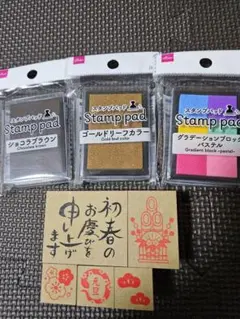 スタンプパッド
Stamp pad
ショコラブラウン
スタンプパッド
Stamp pad
ゴールドリーフカラー
Gold leaf color
スタンプパッド
Stamp pad
グラデーションブロック
パステル
Gradient block -pastel-
初春の
お慶びを
申し上げ
ます